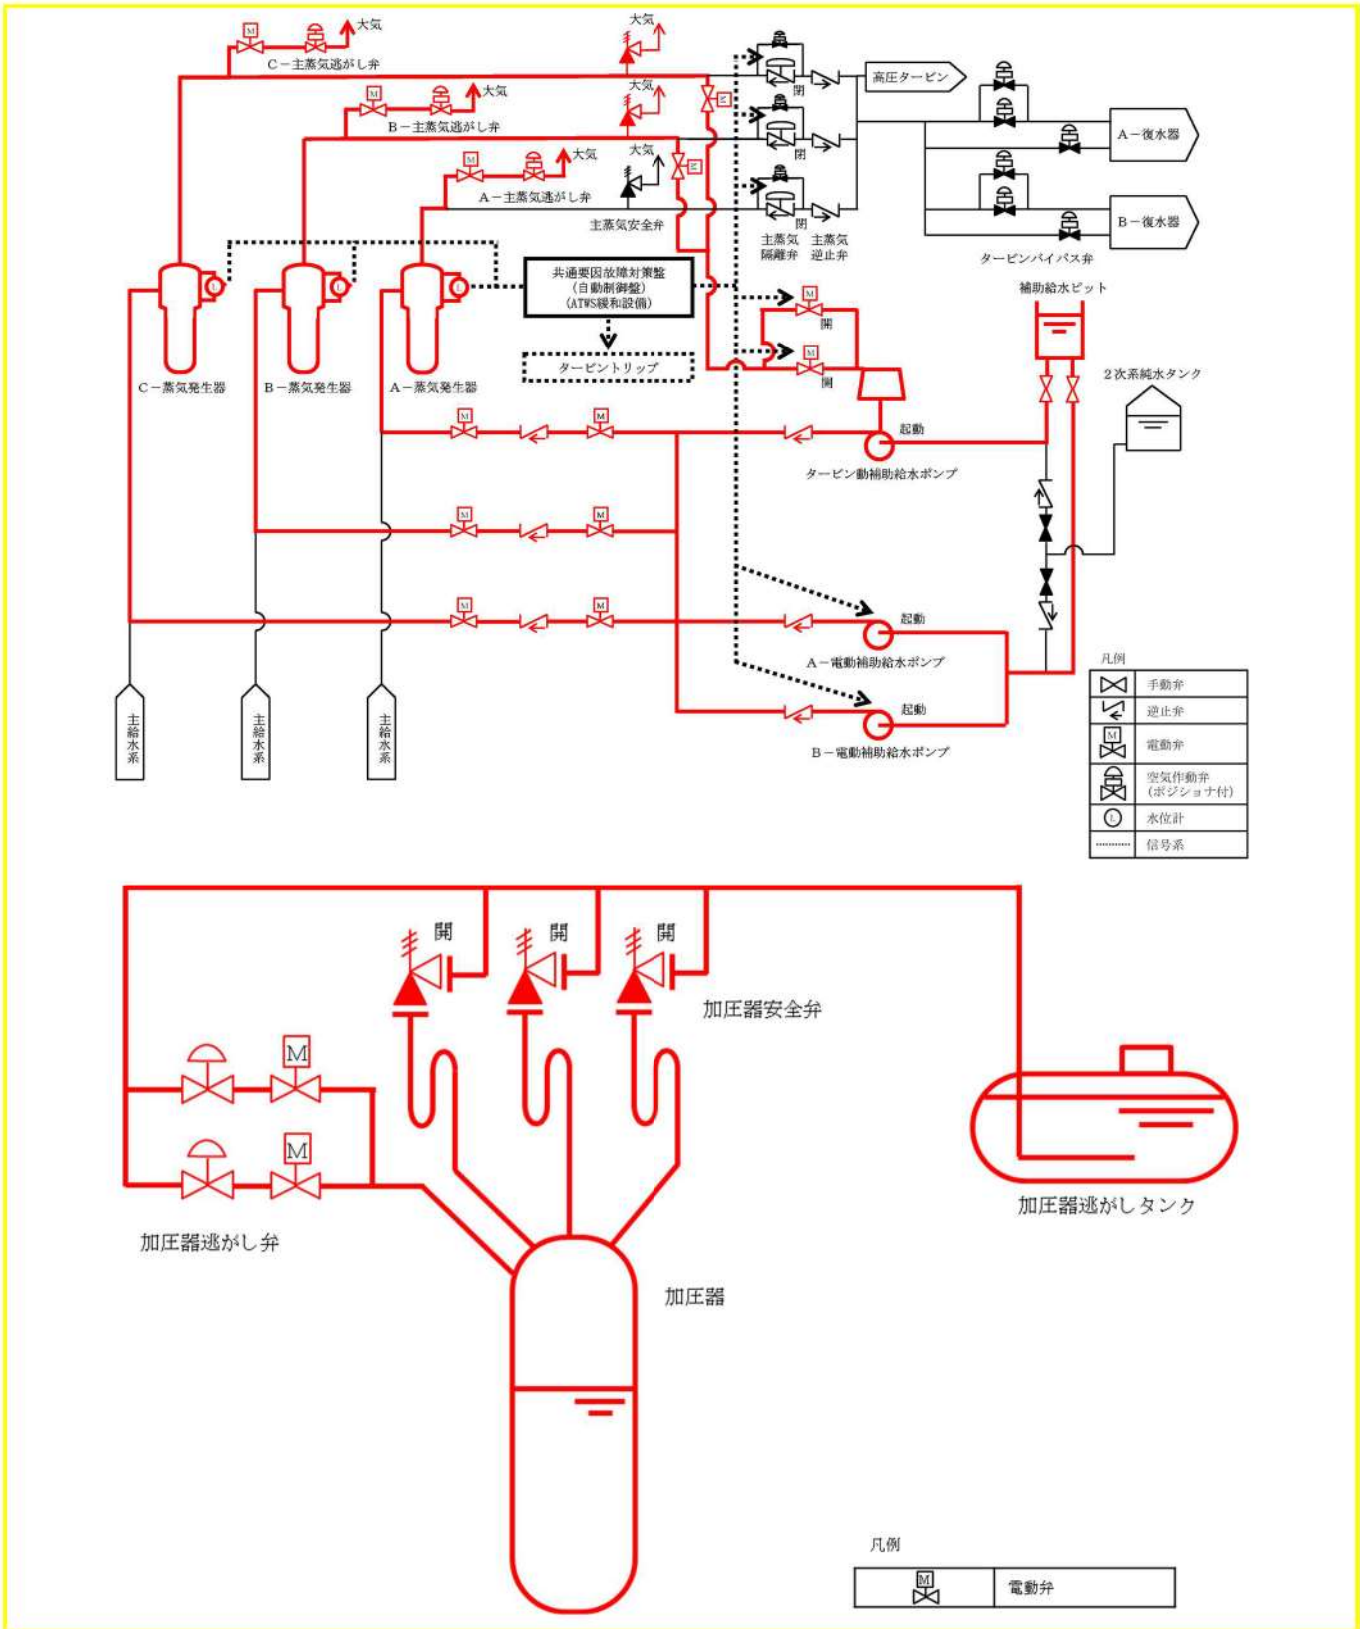 大気
大気
M
C－主蒸気逃がし弁
大気
大気
M
B－主蒸気逃がし弁
大気
大気
M
A－主蒸気逃がし弁
主蒸気安全弁
M
M
閉
閉
閉
主蒸気
隔離弁
主蒸気
逆止弁
高圧タービン
A－復水器
B－復水器
タービンバイパス弁
補助給水ピット
2次系純水タンク
L
L
L
C－蒸気発生器
B－蒸気発生器
A－蒸気発生器
共通要因故障対策盤
(自動制御盤)
(ATWS緩和設備)
タービントリップ
M
開
M
開
M
M
起動
タービン動補助給水ポンプ
M
M
M
M
起動
A－電動補助給水ポンプ
起動
B－電動補助給水ポンプ
主給水系
主給水系
主給水系
凡例
手動弁
逆止弁
M
電動弁
空気作動弁
(ポジショナ付)
L
水位計
信号系
開
開
開
加圧器安全弁
M
M
加圧器逃がし弁
加圧器逃がしタンク
加圧器
凡例
M
電動弁